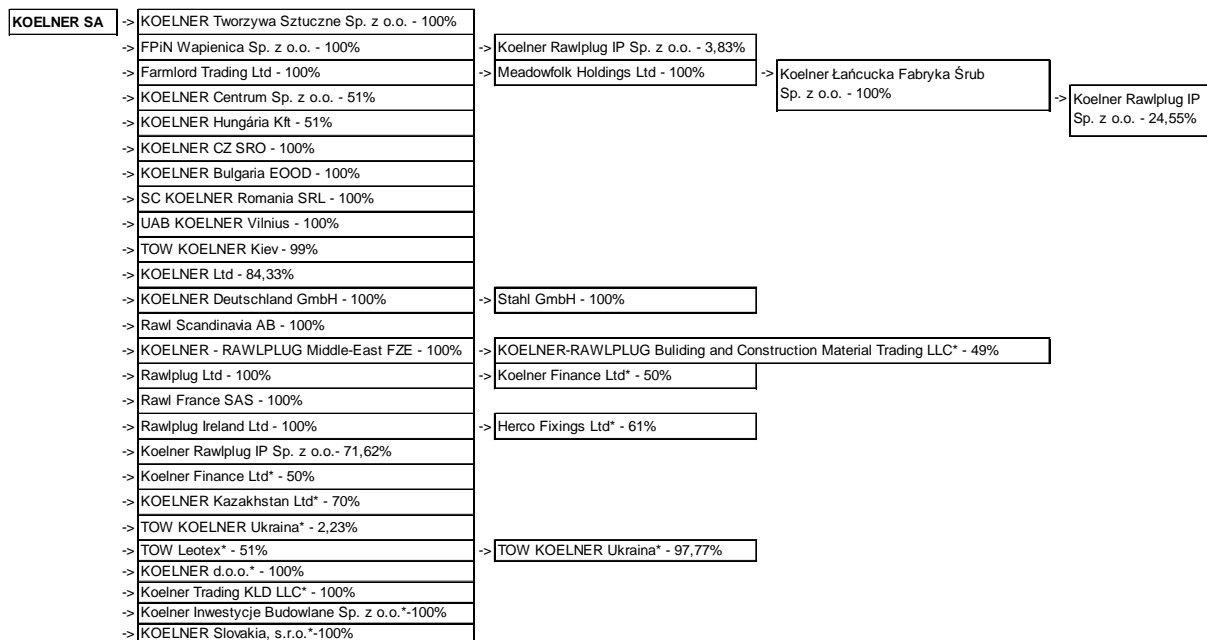 KOELNER SA -> KOELNER Tworzywa Sztuczne Sp. z o.o. - 100%
-> FPiN Wapienica Sp. z o.o. - 100% -> Koelner Rawlplug IP Sp. z o.o. - 3,83%
-> Farmlord Trading Ltd - 100% -> Meadowfolk Holdings Ltd - 100% -> Koelner Łańcucka Fabryka Śrub
Sp. z o.o. - 100%
-> Koelner Rawlplug IP
Sp. z o.o. - 24,55%
-> KOELNER Centrum Sp. z o.o. - 51%
-> KOELNER Hungária Kft - 51%
-> KOELNER CZ SRO - 100%
-> KOELNER Bulgaria EOOD - 100%
-> SC KOELNER Romania SRL - 100%
-> UAB KOELNER Vilnius - 100%
-> TOW KOELNER Kiev - 99%
-> KOELNER Ltd - 84,33%
-> KOELNER Deutschland GmbH - 100% -> Stahl GmbH - 100%
-> Rawl Scandinavia AB - 100%
-> KOELNER - RAWLPLUG Middle-East FZE - 100% -> KOELNER-RAWLPLUG Buliding and Construction Material Trading LLC* - 49%
-> Rawlplug Ltd - 100% -> Koelner Finance Ltd* - 50%
-> Rawl France SAS - 100%
-> Rawlplug Ireland Ltd - 100% -> Herco Fixings Ltd* - 61%
-> Koelner Rawlplug IP Sp. z o.o.- 71,62%
-> Koelner Finance Ltd* - 50%
-> KOELNER Kazakhstan Ltd* - 70%
-> TOW KOELNER Ukraina* - 2,23%
-> TOW Leotex* - 51% -> TOW KOELNER Ukraina* - 97,77%
-> KOELNER d.o.o.* - 100%
-> Koelner Trading KLD LLC* - 100%
-> Koelner Inwestycje Budowlane Sp. z o.o.*-100%
-> KOELNER Slovakia, s.r.o.*-100%